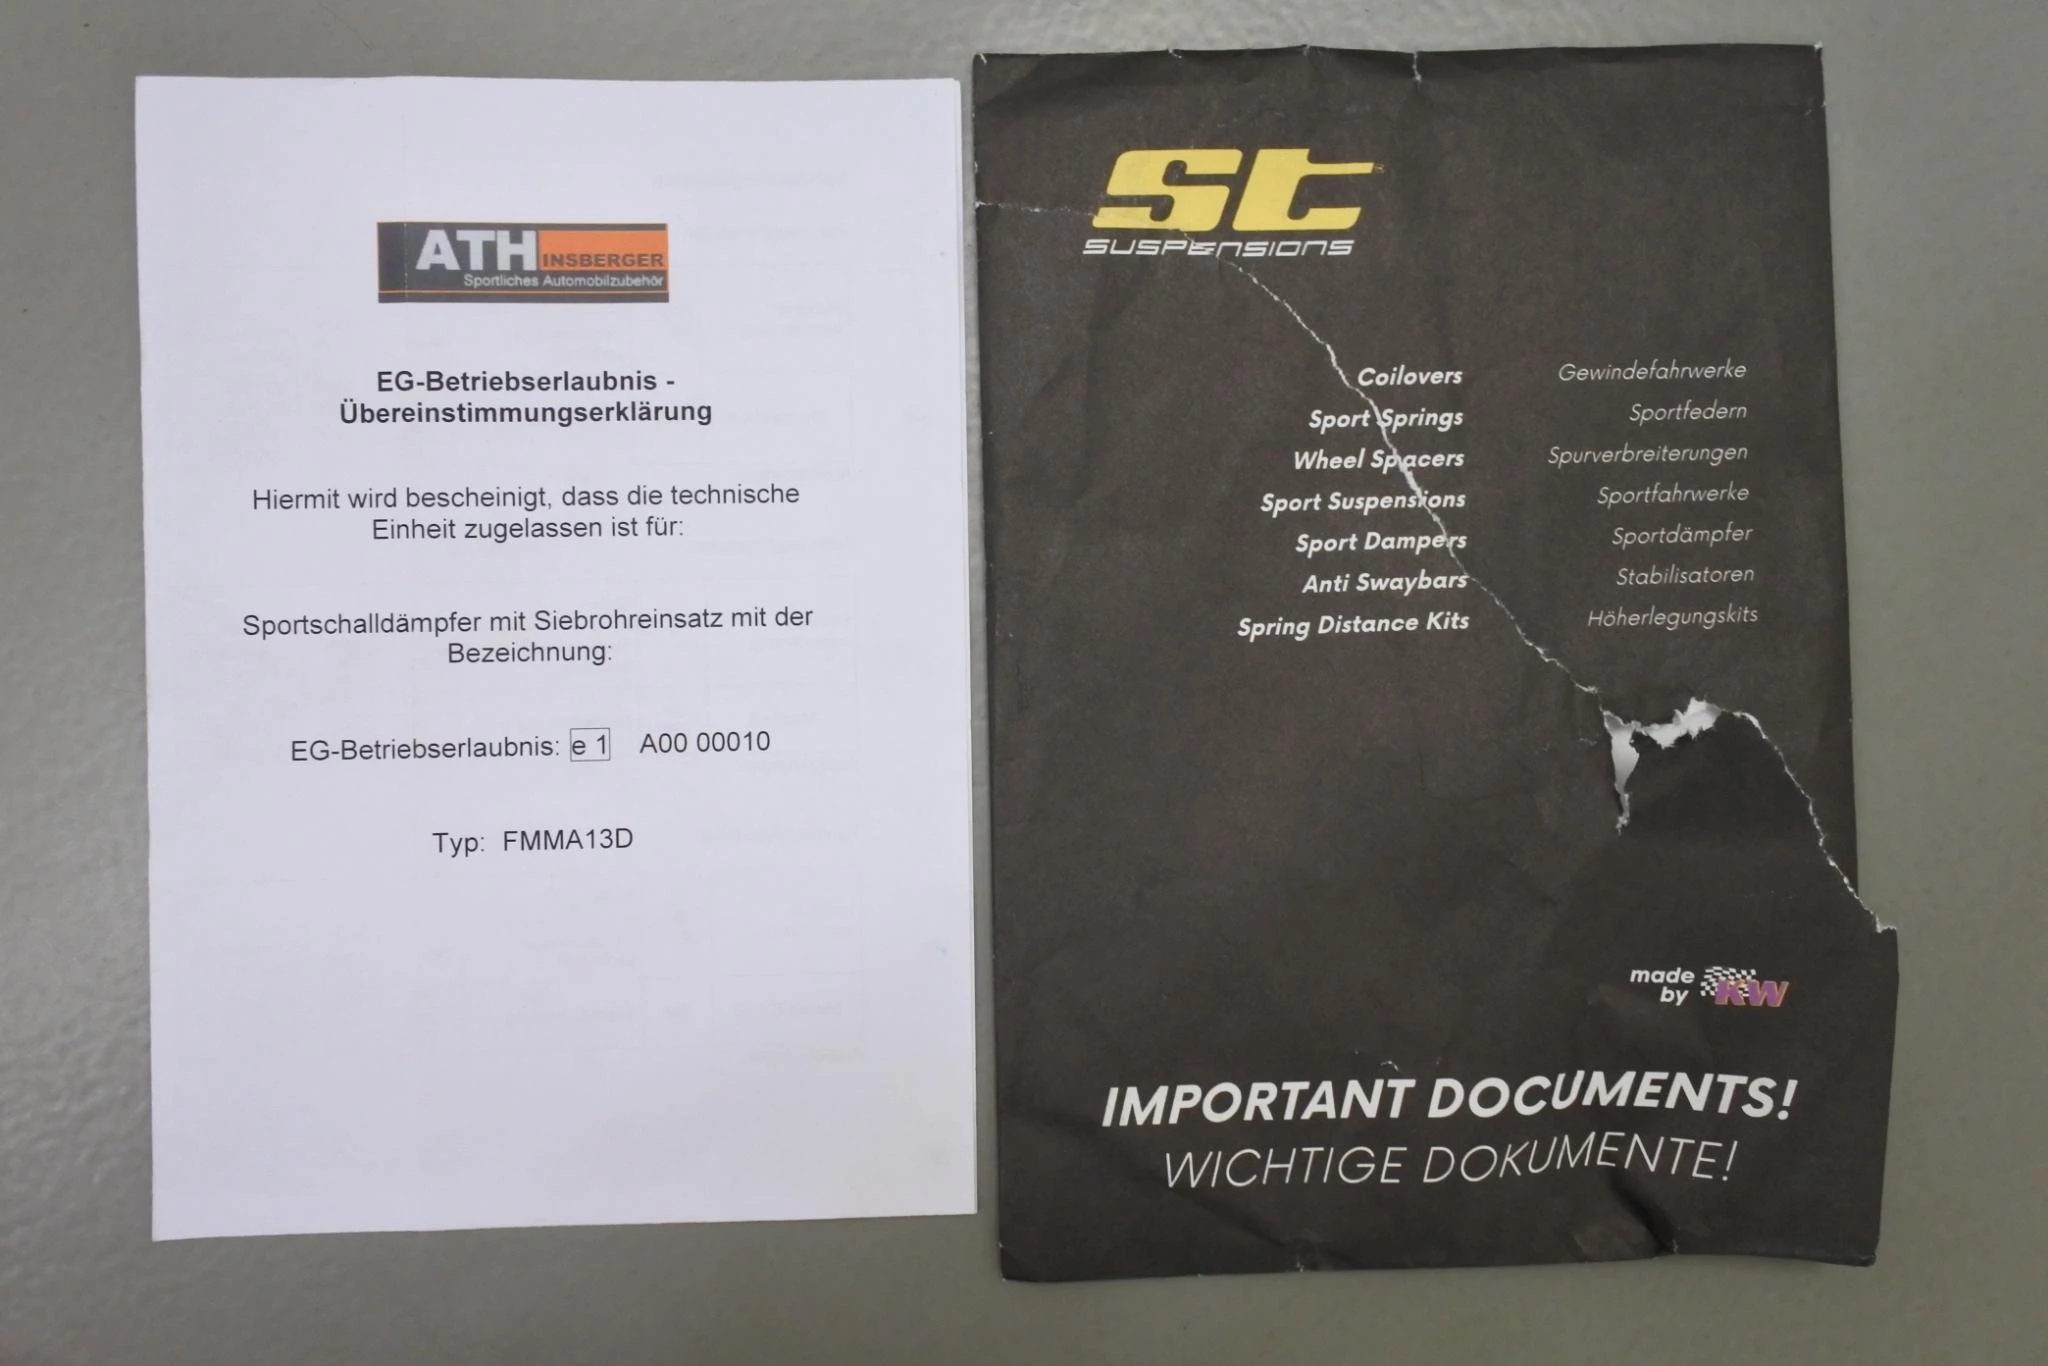 ATHINSBERGER
Sportliches Automobilzubehör
EG-Betriebserlaubnis -
Übereinstimmungserklärung
Hiermit wird bescheinigt, dass die technische
Einheit zugelassen ist für:
Sportschalldämpfer mit Siebrohreinsatz mit der
Bezeichnung:
EG-Betriebserlaubnis: e 1 A00 00010
Typ: FMMA13D
st
suspensions
Coilovers Gewindefahrwerke
Sport Springs Sportfedern
Wheel Spacers Spurverbreiterungen
Sport Suspensions Sportfahrwerke
Sport Dampers Sportdämpfer
Anti Swaybars Stabilisatoren
Spring Distance Kits Höherlegungskits
made
by KW
IMPORTANT DOCUMENTS!
WICHTIGE DOKUMENTE!